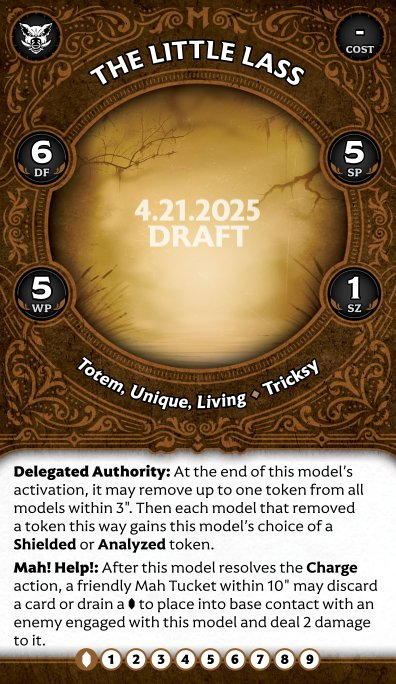 -
COST
THE LITTLE LASS
6
DF
5
SP
4.21.2025
DRAFT
5
WP
1
SZ
Totem, Unique, Living ◆ Tricksy
Delegated Authority: At the end of this model's
activation, it may remove up to one token from all
models within 3". Then each model that removed
a token this way gains this model's choice of a
Shielded or Analyzed token.
Mah! Help!: After this model resolves the Charge
action, a friendly Mah Tucket within 10" may discard
a card or drain a ⬮ to place into base contact with an
enemy engaged with this model and deal 2 damage
to it.
1 2 3 4 5 6 7 8 9